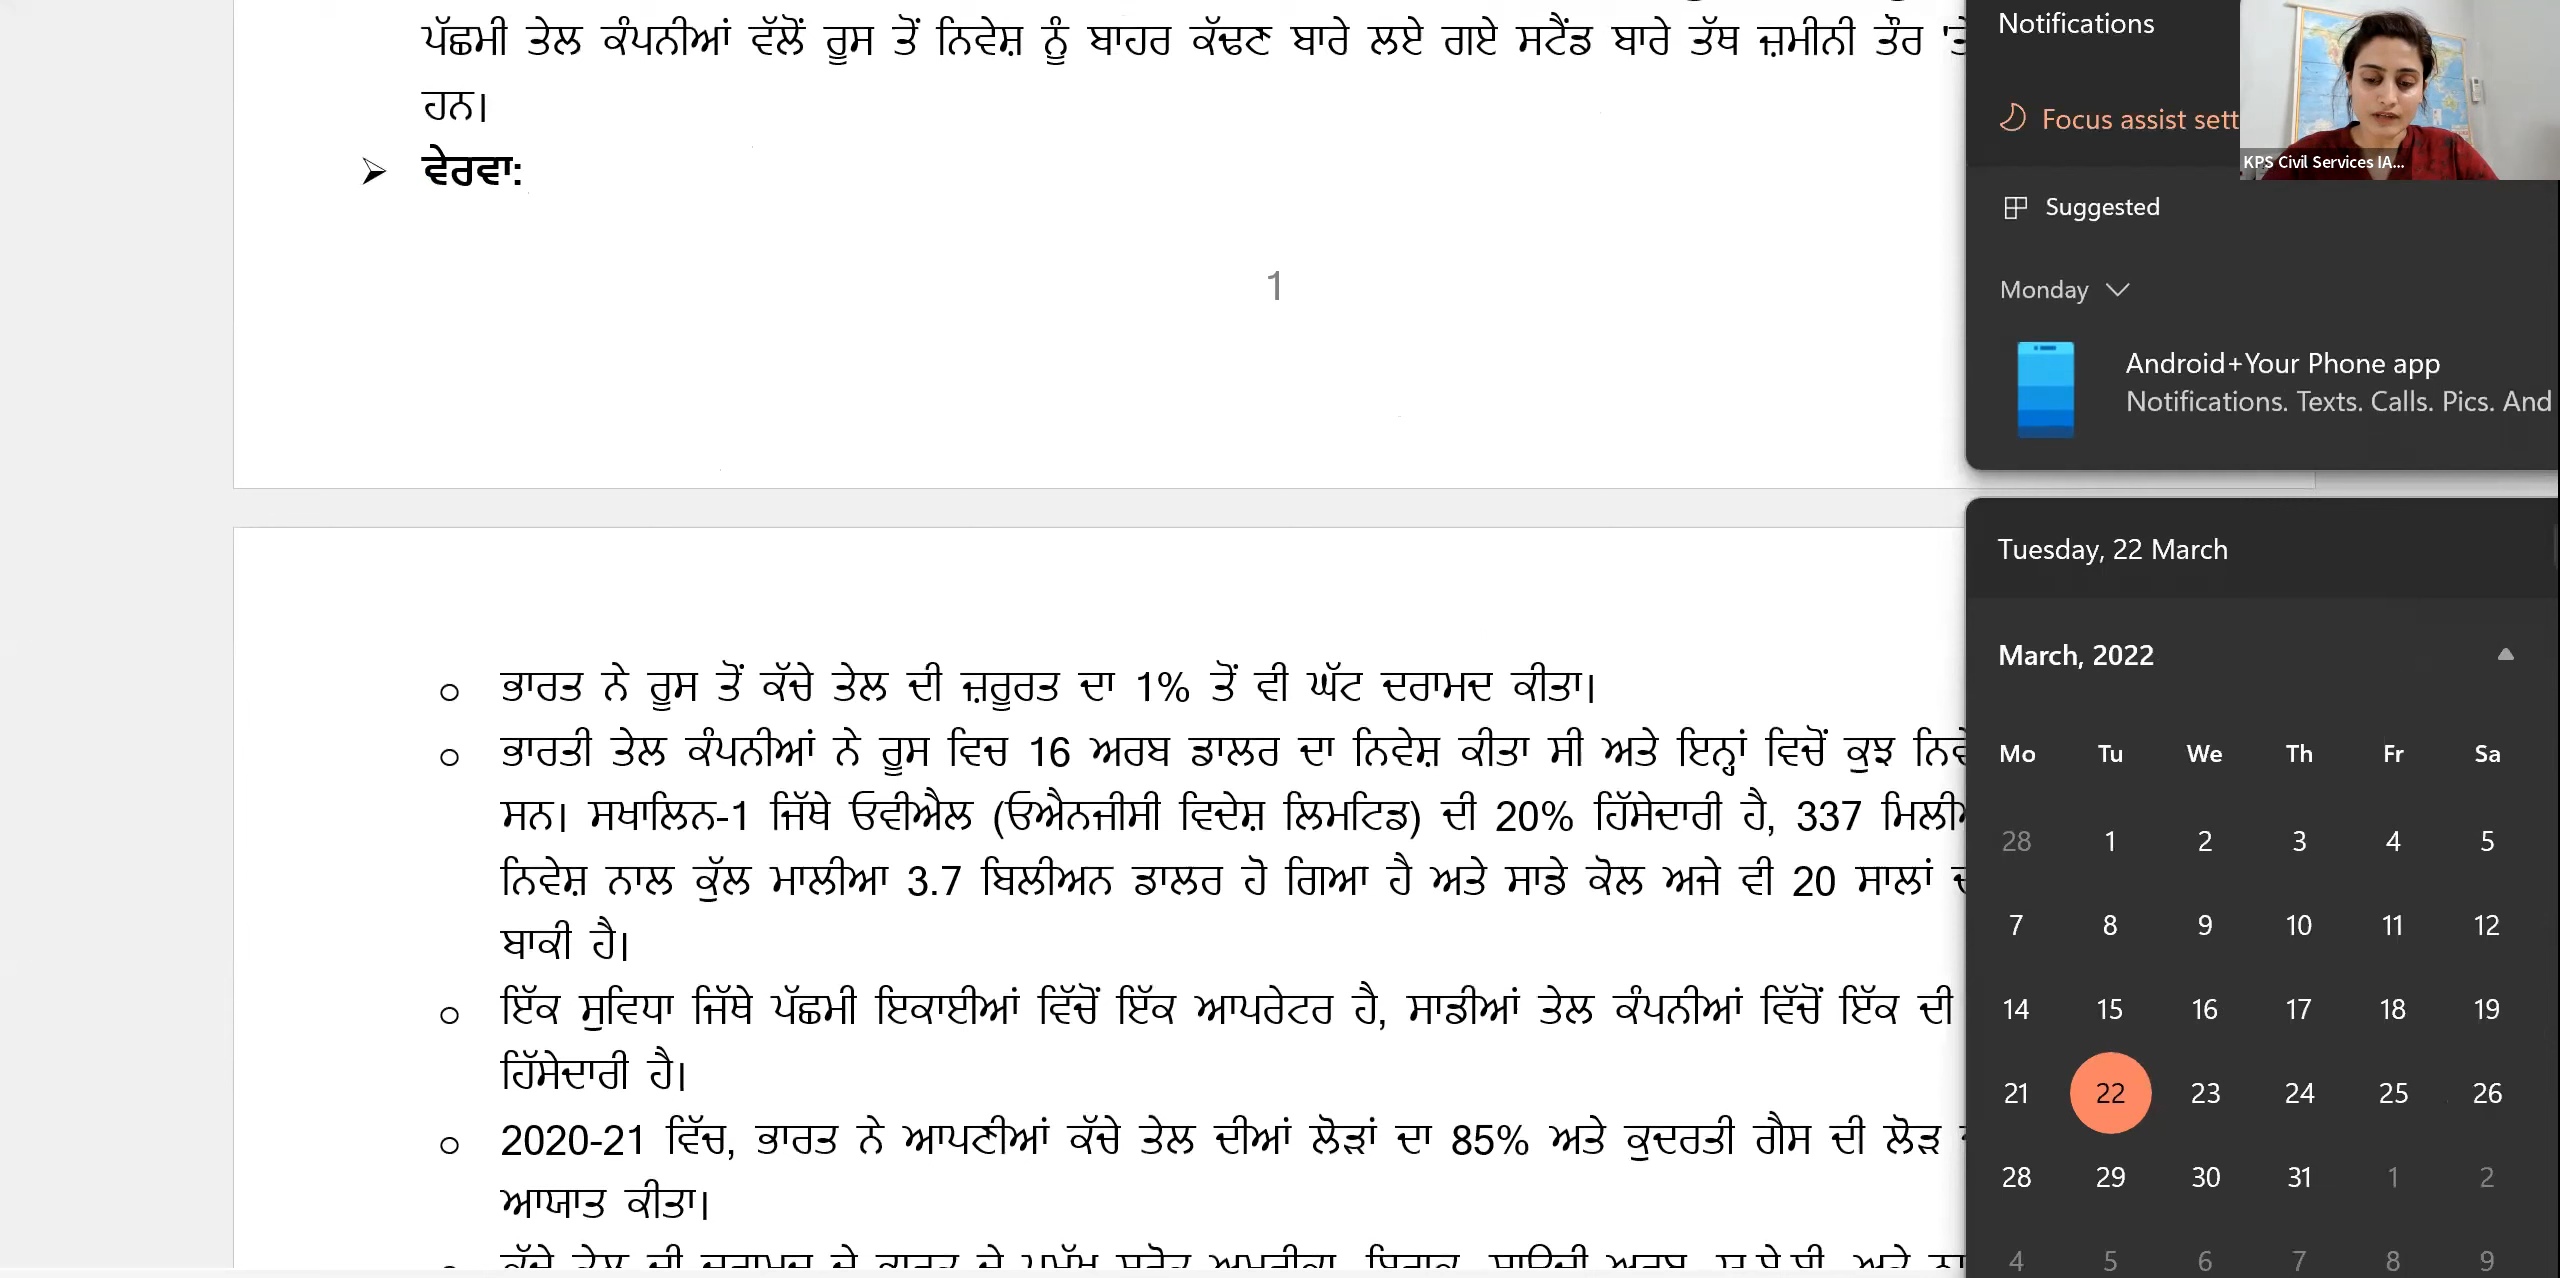 ਪੱਛਮੀ ਤੇਲ ਕੰਪਨੀਆਂ ਵੱਲੋਂ ਰੂਸ ਤੋਂ ਨਿਵੇਸ਼ ਨੂੰ ਬਾਹਰ ਕੱਢਣ ਬਾਰੇ ਲਏ ਗਏ ਸਟੈਂਡ ਬਾਰੇ ਤੱਥ ਜ਼ਮੀਨੀ ਤੌਰ
ਹਨ।
➢ ਵੇਰਵਾ:
1
o ਭਾਰਤ ਨੇ ਰੂਸ ਤੋਂ ਕੱਚੇ ਤੇਲ ਦੀ ਜ਼ਰੂਰਤ ਦਾ 1% ਤੋਂ ਵੀ ਘੱਟ ਦਰਾਮਦ ਕੀਤਾ।
o ਭਾਰਤੀ ਤੇਲ ਕੰਪਨੀਆਂ ਨੇ ਰੂਸ ਵਿਚ 16 ਅਰਬ ਡਾਲਰ ਦਾ ਨਿਵੇਸ਼ ਕੀਤਾ ਸੀ ਅਤੇ ਇਨ੍ਹਾਂ ਵਿਚੋਂ ਕੁਝ
ਸਨ। ਸਖਾਲਿਨ-1 ਜਿੱਥੇ ਓਵੀਐਲ (ਓਐਨਜੀਸੀ ਵਿਦੇਸ਼ ਲਿਮਟਿਡ) ਦੀ 20% ਹਿੱਸੇਦਾਰੀ ਹੈ, 337
ਨਿਵੇਸ਼ ਨਾਲ ਕੁੱਲ ਮਾਲੀਆ 3.7 ਬਿਲੀਅਨ ਡਾਲਰ ਹੋ ਗਿਆ ਹੈ ਅਤੇ ਸਾਡੇ ਕੋਲ ਅਜੇ ਵੀ 20 ਸਾਲਾਂ
ਬਾਕੀ ਹੈ।
o ਇੱਕ ਸੁਵਿਧਾ ਜਿੱਥੇ ਪੱਛਮੀ ਇਕਾਈਆਂ ਵਿੱਚੋਂ ਇੱਕ ਆਪਰੇਟਰ ਹੈ, ਸਾਡੀਆਂ ਤੇਲ ਕੰਪਨੀਆਂ ਵਿੱਚੋਂ ਇੱਕ ਦੀ
ਹਿੱਸੇਦਾਰੀ ਹੈ।
o 2020-21 ਵਿੱਚ, ਭਾਰਤ ਨੇ ਆਪਣੀਆਂ ਕੱਚੇ ਤੇਲ ਦੀਆਂ ਲੋੜਾਂ ਦਾ 85% ਅਤੇ ਕੁਦਰਤੀ ਗੈਸ ਦੀ ਲੋੜ
ਆਯਾਤ ਕੀਤਾ।
Notifications
Focus assist sett
KPS Civil Services IA...
Suggested
Monday
Android+Your Phone app
Notifications. Texts. Calls. Pics. And
Tuesday, 22 March
March, 2022
Mo Tu We Th Fr Sa
28 1 2 3 4 5
7 8 9 10 11 12
14 15 16 17 18 19
21 22 23 24 25 26
28 29 30 31 1 2
4 5 6 7 8 9